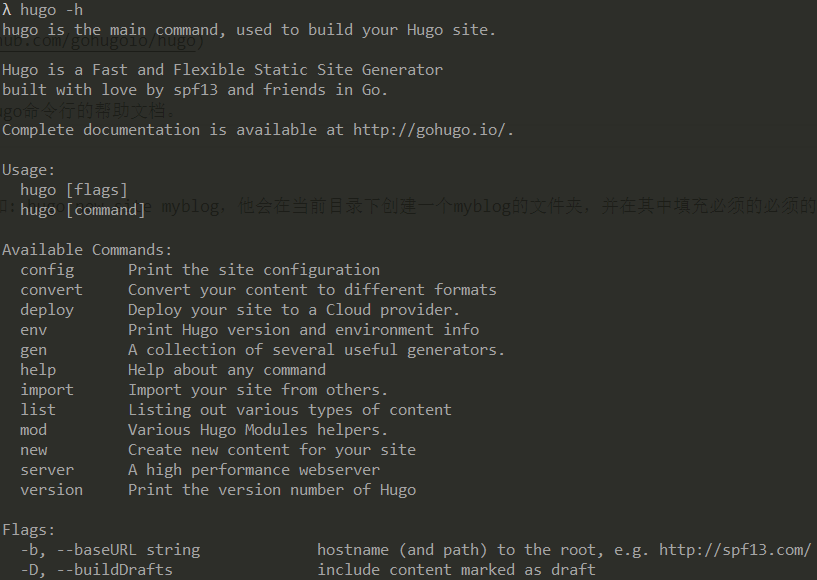 λ hugo -h
hugo is the main command, used to build your Hugo site.
hub.com/gohugoio/hugo)
Hugo is a Fast and Flexible Static Site Generator
built with love by spf13 and friends in Go.
go命令行的帮助文档。
Complete documentation is available at http://gohugo.io/.
Usage:
hugo [flags]
hugo [command]
myblog，他会在当前目录下创建一个myblog的文件夹，并在其中填充必须的必须的
Available Commands:
config Print the site configuration
convert Convert your content to different formats
deploy Deploy your site to a Cloud provider.
env Print Hugo version and environment info
gen A collection of several useful generators.
help Help about any command
import Import your site from others.
list Listing out various types of content
mod Various Hugo Modules helpers.
new Create new content for your site
server A high performance webserver
version Print the version number of Hugo
Flags:
-b, --baseURL string hostname (and path) to the root, e.g. http://spf13.com/
-D, --buildDrafts include content marked as draft